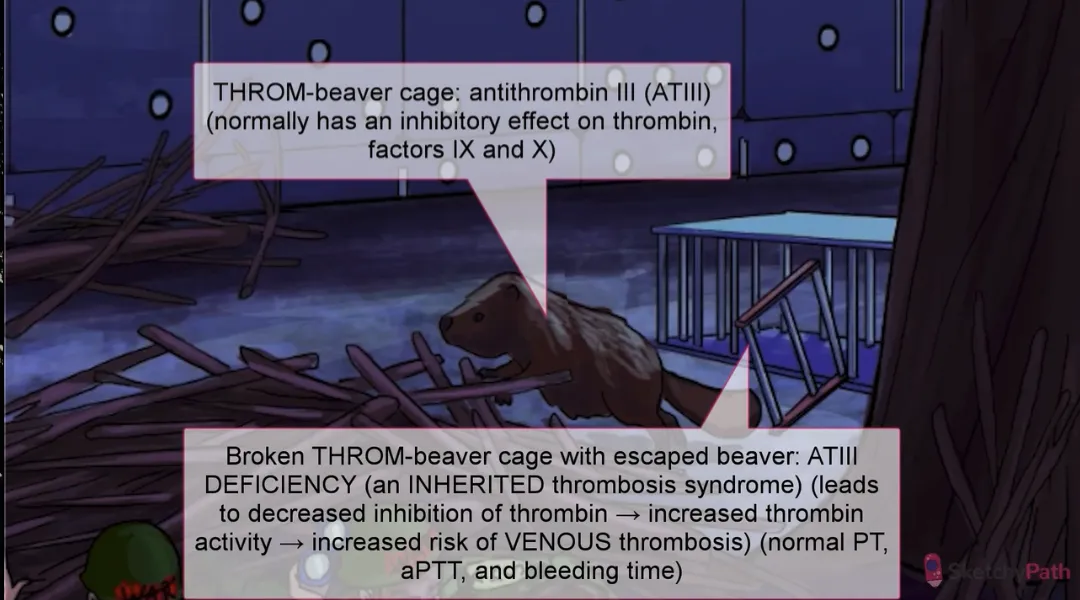 THROM-beaver cage: antithrombin III (ATIII)
(normally has an inhibitory effect on thrombin,
factors IX and X)
Broken THROM-beaver cage with escaped beaver: ATIII
DEFICIENCY (an INHERITED thrombosis syndrome) (leads
to decreased inhibition of thrombin → increased thrombin
activity → increased risk of VENOUS thrombosis) (normal PT,
aPTT, and bleeding time)
SketchyPath